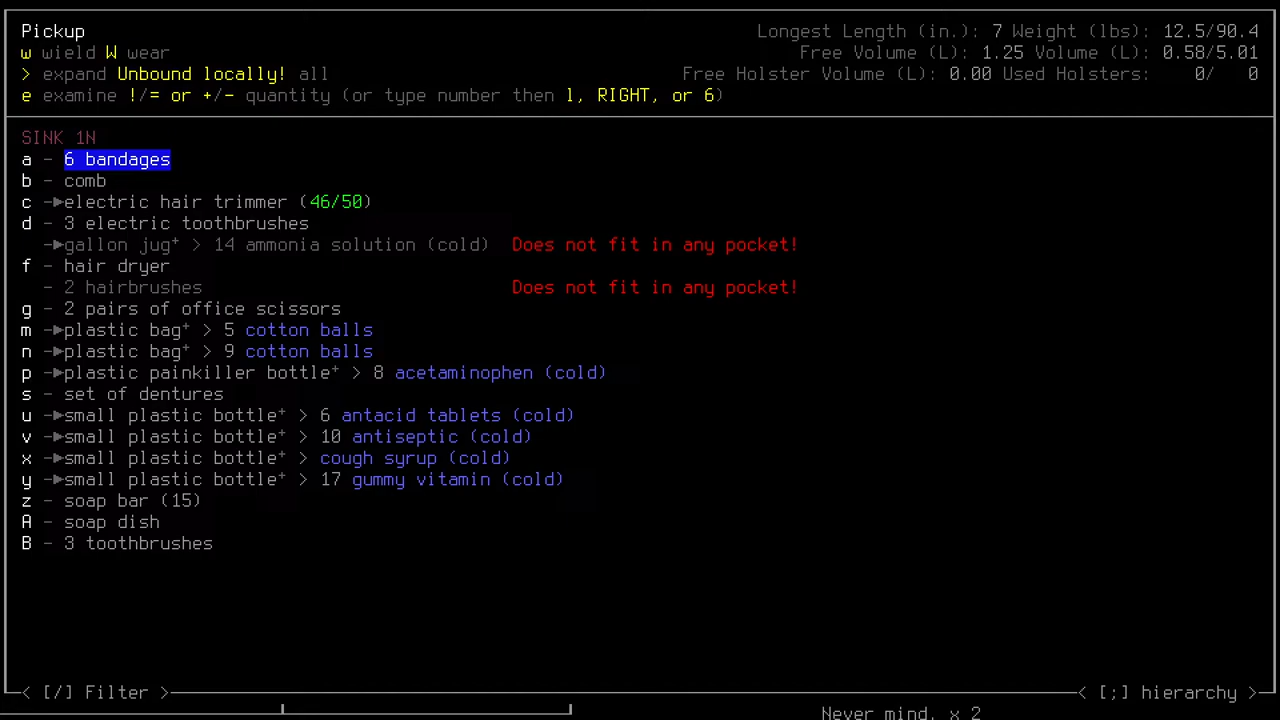 Pickup Longest Length (in.): 7 Weight (lbs): 12.5/90.4
w wield W wear Free Volume (L): 1.25 Volume (L): 0.58/5.01
> expand Unbound locally! all Free Holster Volume (L): 0.00 Used Holsters: 0/ 0
e examine !/= or +/- quantity (or type number then l, RIGHT, or 6)
SINK 1N
a - 6 bandages
b - comb
c -▶electric hair trimmer (46/50)
d - 3 electric toothbrushes
-▶gallon jug⁺ > 14 ammonia solution (cold) Does not fit in any pocket!
f - hair dryer
- 2 hairbrushes Does not fit in any pocket!
g - 2 pairs of office scissors
m -▶plastic bag⁺ > 5 cotton balls
n -▶plastic bag⁺ > 9 cotton balls
p -▶plastic painkiller bottle⁺ > 8 acetaminophen (cold)
s - set of dentures
u -▶small plastic bottle⁺ > 6 antacid tablets (cold)
v -▶small plastic bottle⁺ > 10 antiseptic (cold)
x -▶small plastic bottle⁺ > cough syrup (cold)
y -▶small plastic bottle⁺ > 17 gummy vitamin (cold)
z - soap bar (15)
A - soap dish
B - 3 toothbrushes
< [/] Filter > < [;] hierarchy >
Never mind. x 2